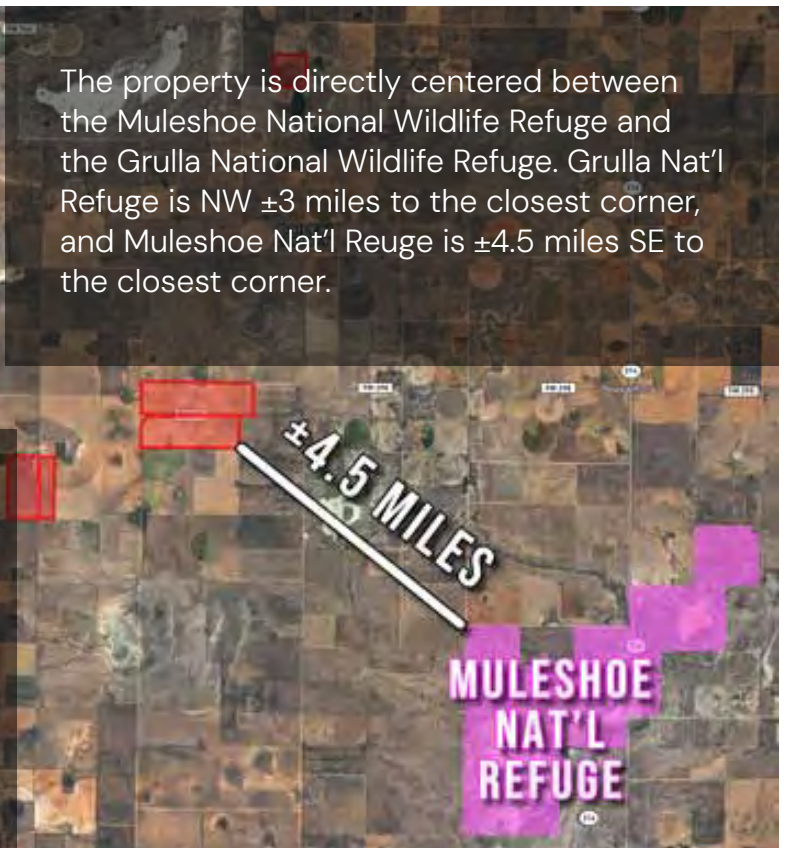 The property is directly centered between
the Muleshoe National Wildlife Refuge and
the Grulla National Wildlife Refuge. Grulla Nat’l
Refuge is NW ±3 miles to the closest corner,
and Muleshoe Nat’l Reuge is ±4.5 miles SE to
the closest corner.
±4.5 MILES
MULESHOE
NAT’L
REFUGE